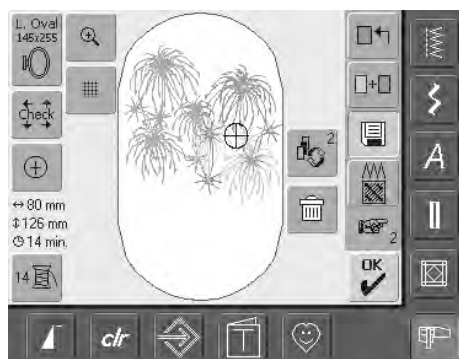 L. Oval
145x255
Check
2
80 mm
126 mm
14 min.
2
14
OK
A
clr
T